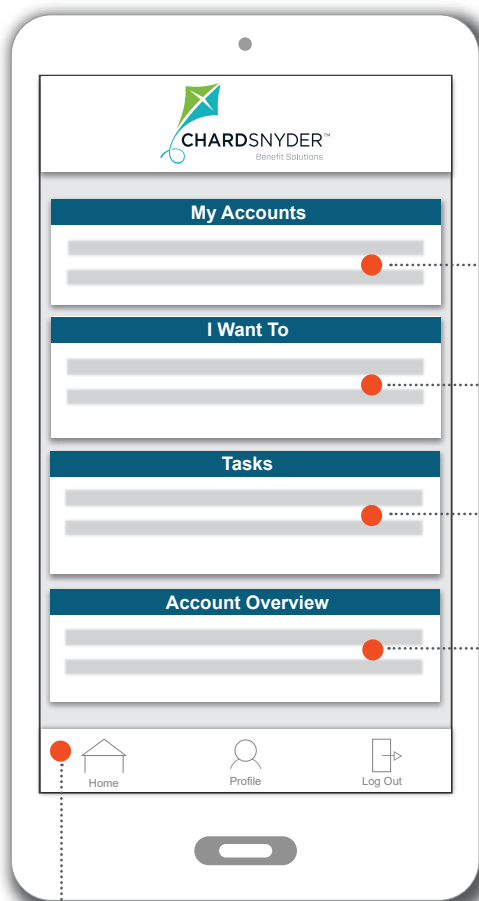 CHARDSNYDER™
Benefit Solutions
My Accounts
I Want To
Tasks
Account Overview
Home
Profile
Log Out